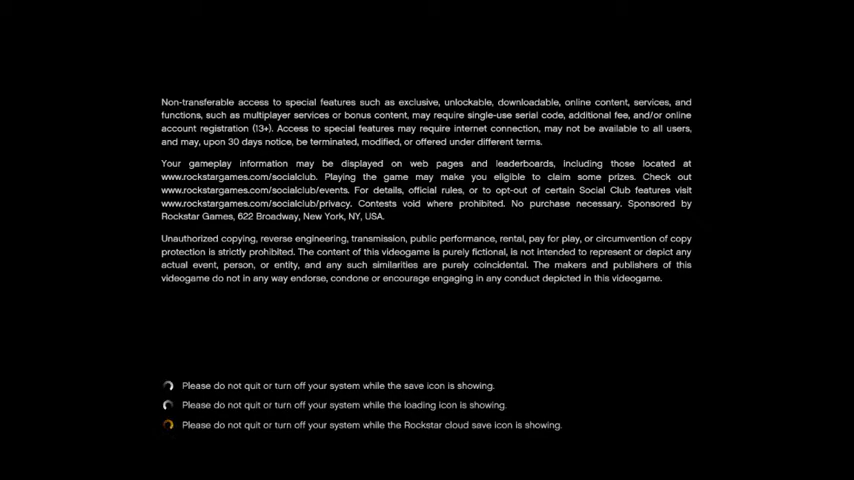 Non-transferable access to special features such as exclusive, unlockable, downloadable, online content, services, and
functions, such as multiplayer services or bonus content, may require single-use serial code, additional fee, and/or online
account registration (13+). Access to special features may require internet connection, may not be available to all users,
and may, upon 30 days notice, be terminated, modified, or offered under different terms.
Your gameplay information may be displayed on web pages and leaderboards, including those located at
www.rockstargames.com/socialclub. Playing the game may make you eligible to claim some prizes. Check out
www.rockstargames.com/socialclub/events. For details, official rules, or to opt-out of certain Social Club features visit
www.rockstargames.com/socialclub/privacy. Contests void where prohibited. No purchase necessary. Sponsored by
Rockstar Games, 622 Broadway, New York, NY, USA.
Unauthorized copying, reverse engineering, transmission, public performance, rental, pay for play, or circumvention of copy
protection is strictly prohibited. The content of this videogame is purely fictional, is not intended to represent or depict any
actual event, person, or entity, and any such similarities are purely coincidental. The makers and publishers of this
videogame do not in any way endorse, condone or encourage engaging in any conduct depicted in this videogame.
Please do not quit or turn off your system while the save icon is showing.
Please do not quit or turn off your system while the loading icon is showing.
Please do not quit or turn off your system while the Rockstar cloud save icon is showing.